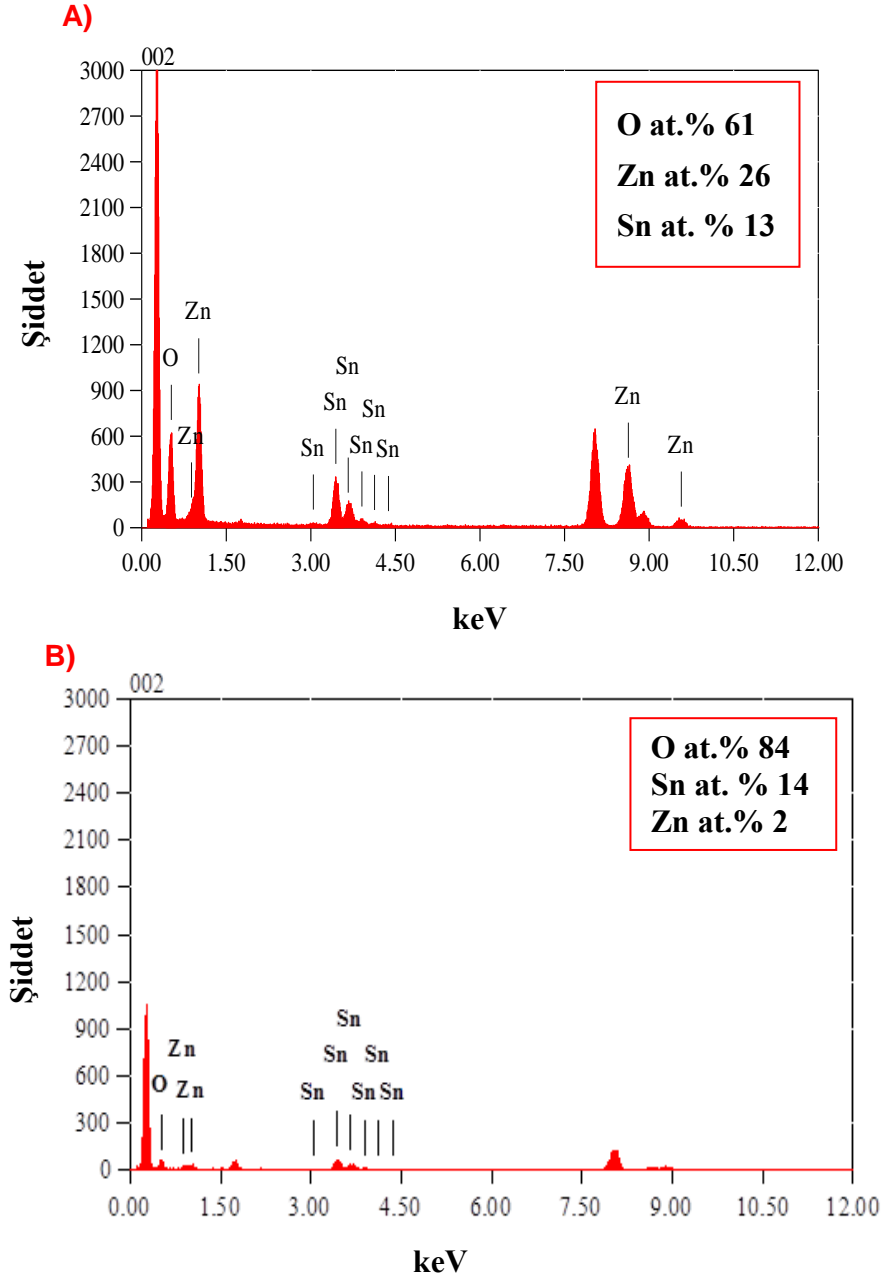 A)
002
3000
2700
2400
2100
1800
1500
1200
900
600
300
0
Şiddet
O at.% 61
Zn at.% 26
Sn at. % 13
Zn
O
Zn
Sn
Sn
Sn
Sn
Sn
Sn
Zn
Zn
0.00 1.50 3.00 4.50 6.00 7.50 9.00 10.50 12.00
keV
B)
002
3000
2700
2400
2100
1800
1500
1200
900
600
300
0
Şiddet
O at.% 84
Sn at. % 14
Zn at.% 2
Zn
O
Zn
Sn
Sn
Sn
Sn
Sn
Sn
0.00 1.50 3.00 4.50 6.00 7.50 9.00 10.50 12.00
keV